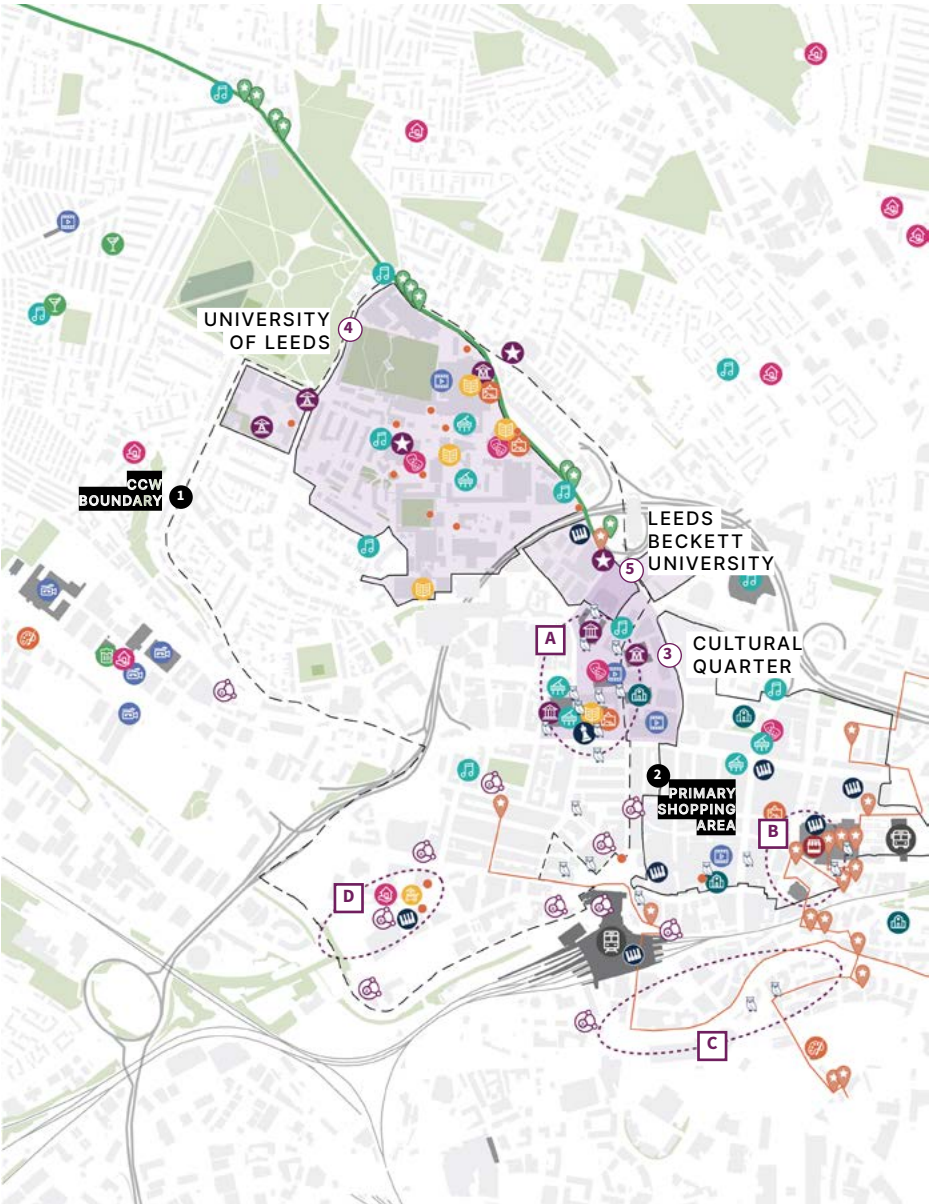 UNIVERSITY
OF LEEDS
4
CCW
BOUNDARY
1
LEEDS
BECKETT
UNIVERSITY
5
A
CULTURAL
QUARTER
3
2
PRIMARY
SHOPPING
AREA
B
D
C